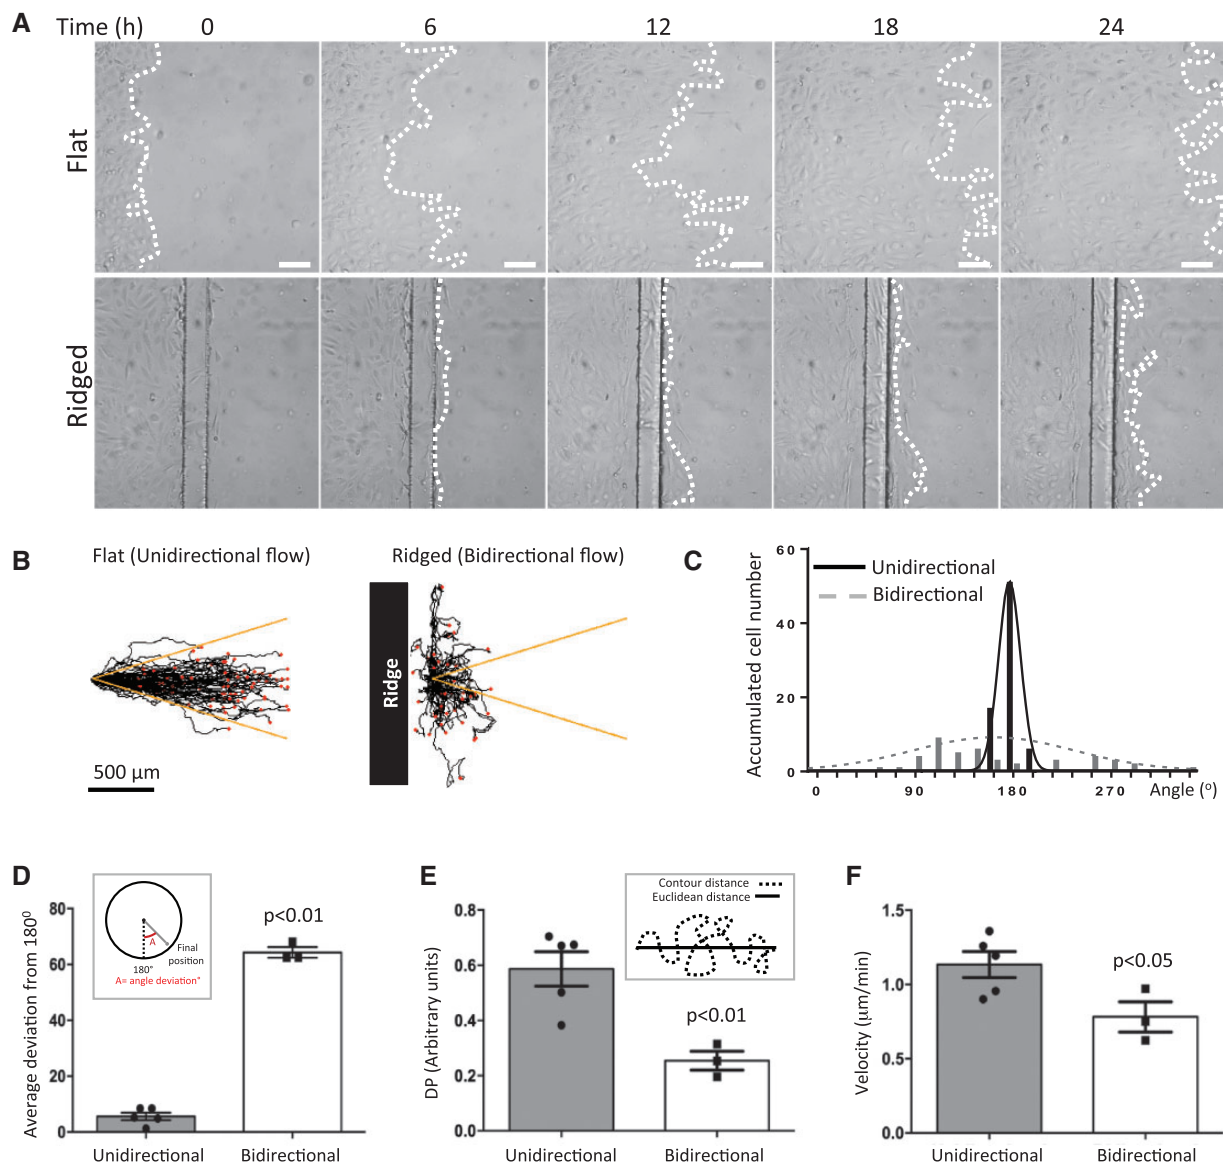 A
Time (h) 0 6 12 18 24
Flat
Ridged
B
Flat (Unidirectional flow)
Ridged (Bidirectional flow)
Ridge
500 µm
C
Accumulated cell number
60
40
20
0
Unidirectional
Bidirectional
0 90 180 270 Angle (o)
D
Average deviation from 180⁰
80
60
40
20
0
A
Final
position
180°
A= angle deviation°
p<0.01
Unidirectional Bidirectional
E
DP (Arbitrary units)
0.8
0.6
0.4
0.2
0.0
Contour distance
Euclidean distance
p<0.01
Unidirectional Bidirectional
F
Velocity (µm/min)
1.5
1.0
0.5
0.0
p<0.05
Unidirectional Bidirectional